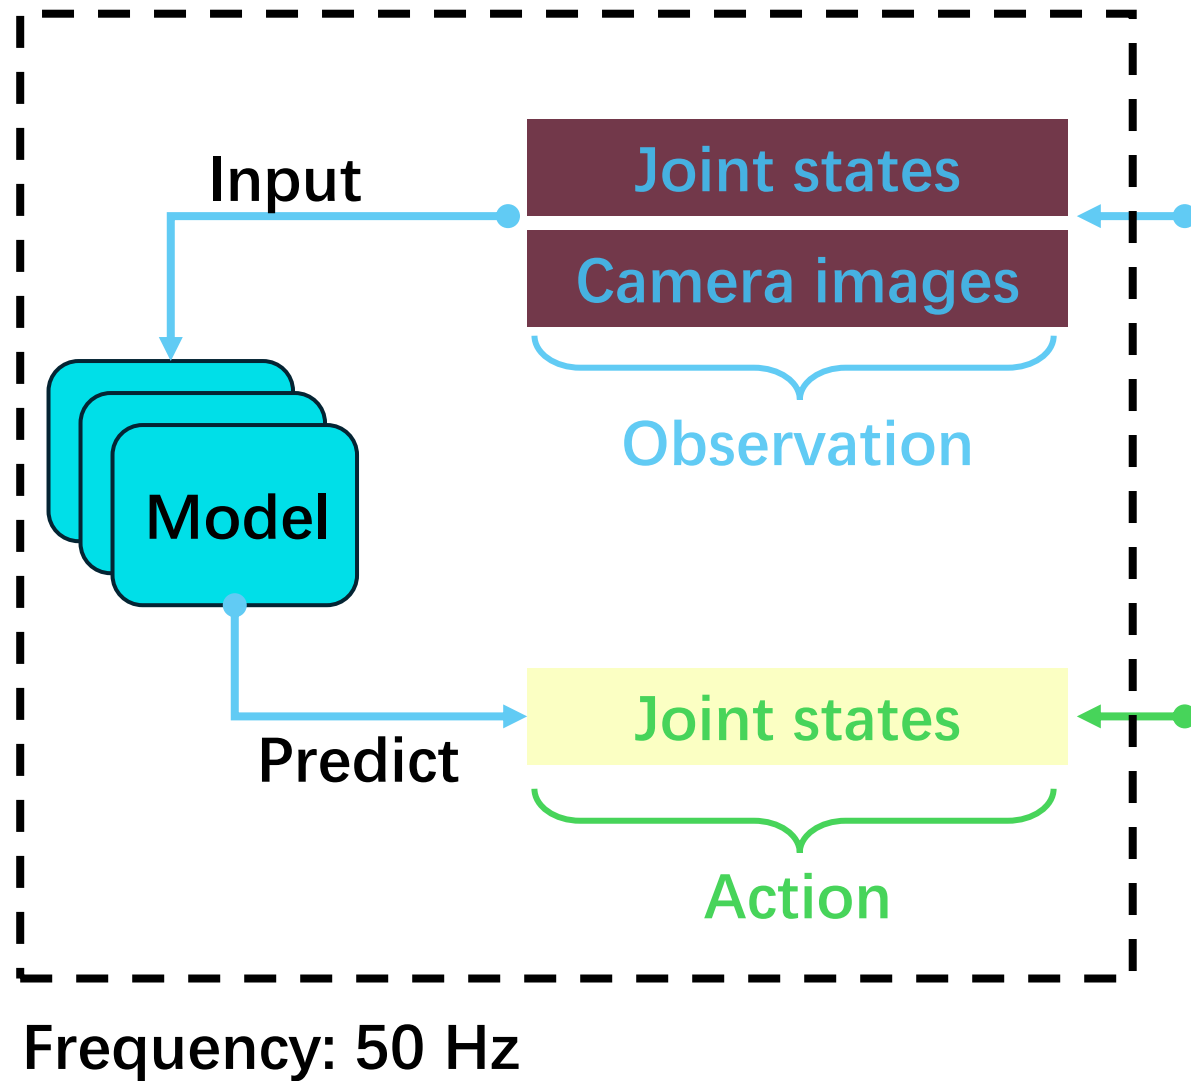 Input
Joint states
Camera images
Observation
Model
Joint states
Predict
Action
Frequency: 50 Hz